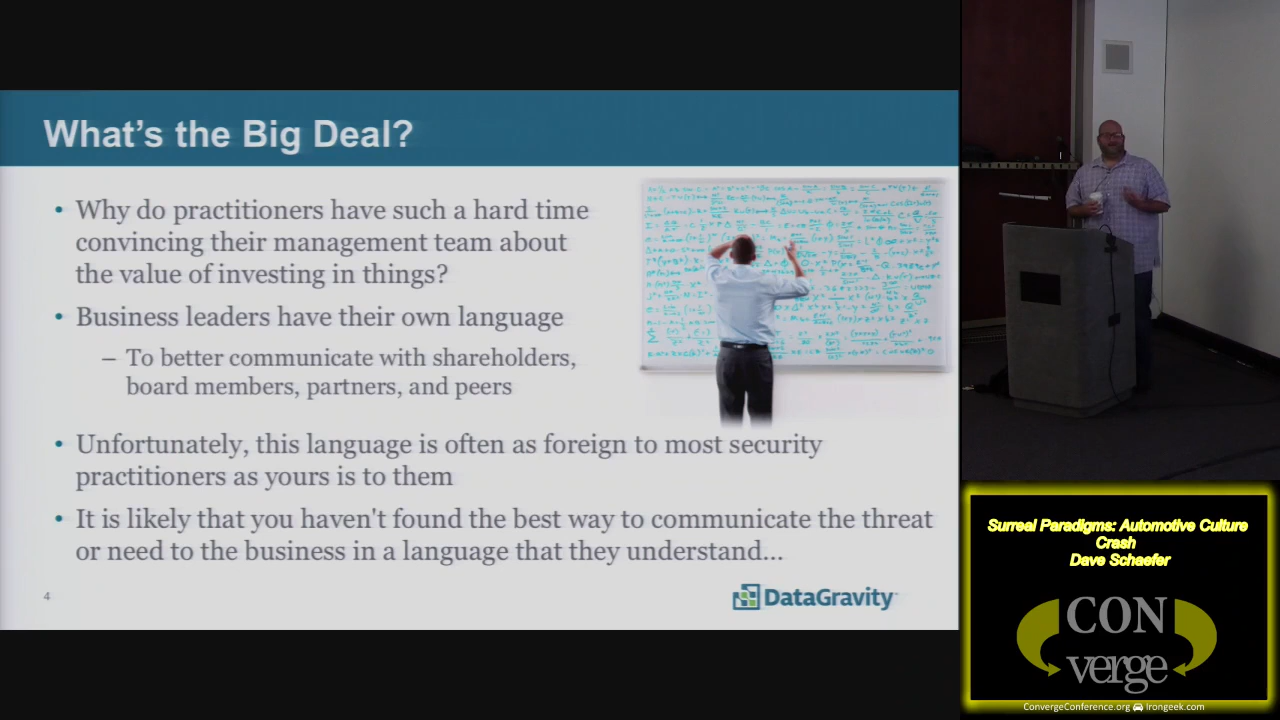 What's the Big Deal?
• Why do practitioners have such a hard time
convincing their management team about
the value of investing in things?
• Business leaders have their own language
– To better communicate with shareholders,
board members, partners, and peers
• Unfortunately, this language is often as foreign to most security
practitioners as yours is to them
• It is likely that you haven't found the best way to communicate the threat
or need to the business in a language that they understand...
4
DataGravity
Surreal Paradigms: Automotive Culture
Crash
Dave Schaefer
CON
verge
ConvergeConference.org Irongeek.com